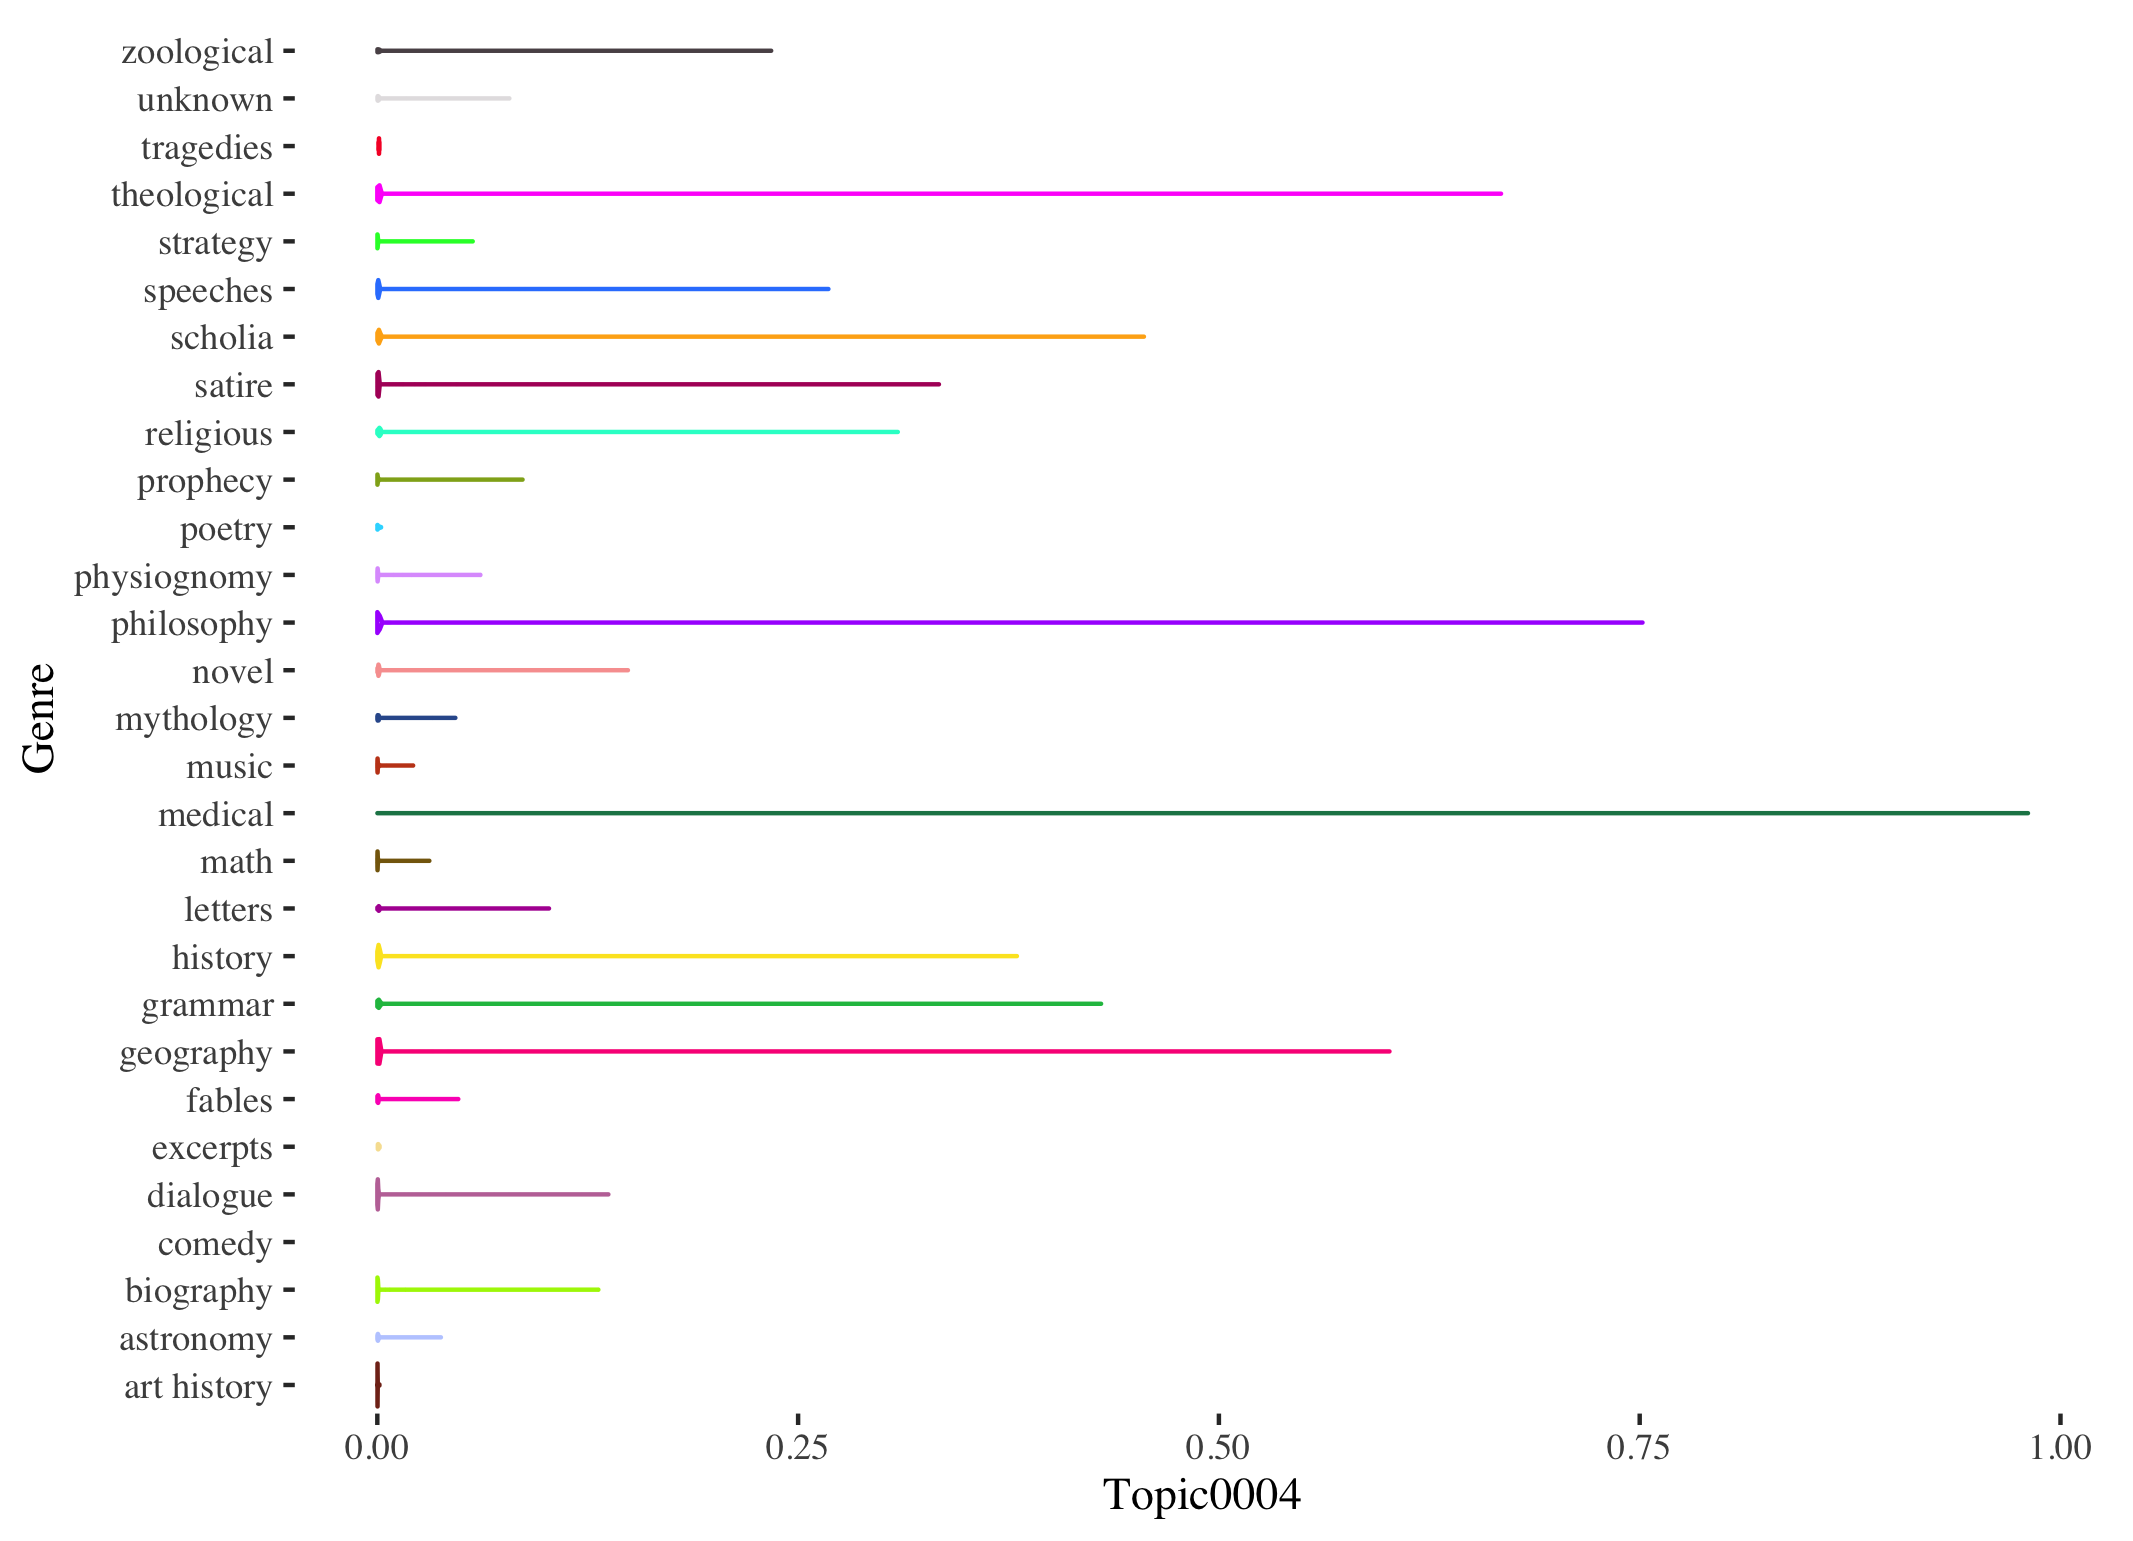 Genre
zoological
unknown
tragedies
theological
strategy
speeches
scholia
satire
religious
prophecy
poetry
physiognomy
philosophy
novel
mythology
music
medical
math
letters
history
grammar
geography
fables
excerpts
dialogue
comedy
biography
astronomy
art history
0.00 0.25 0.50 0.75 1.00
Topic0004